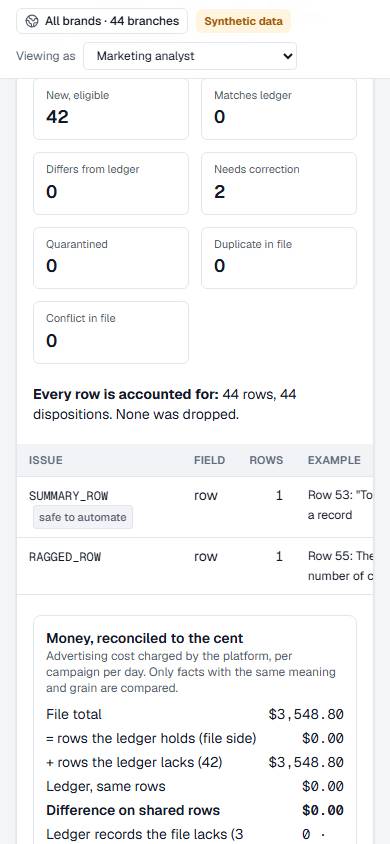 All brands · 44 branches
Synthetic data
Viewing as
Marketing analyst
New, eligible
42
Matches ledger
0
Differs from ledger
0
Needs correction
2
Quarantined
0
Duplicate in file
0
Conflict in file
0
Every row is accounted for: 44 rows, 44
dispositions. None was dropped.
ISSUE FIELD ROWS EXAMPLE
SUMMARY_ROW row 1 Row 53: "To
safe to automate a record
RAGGED_ROW row 1 Row 55: The
number of c
Money, reconciled to the cent
Advertising cost charged by the platform, per
campaign per day. Only facts with the same meaning
and grain are compared.
File total $3,548.80
= rows the ledger holds (file side) $0.00
+ rows the ledger lacks (42) $3,548.80
Ledger, same rows $0.00
Difference on shared rows $0.00
Ledger records the file lacks (3 0 ·